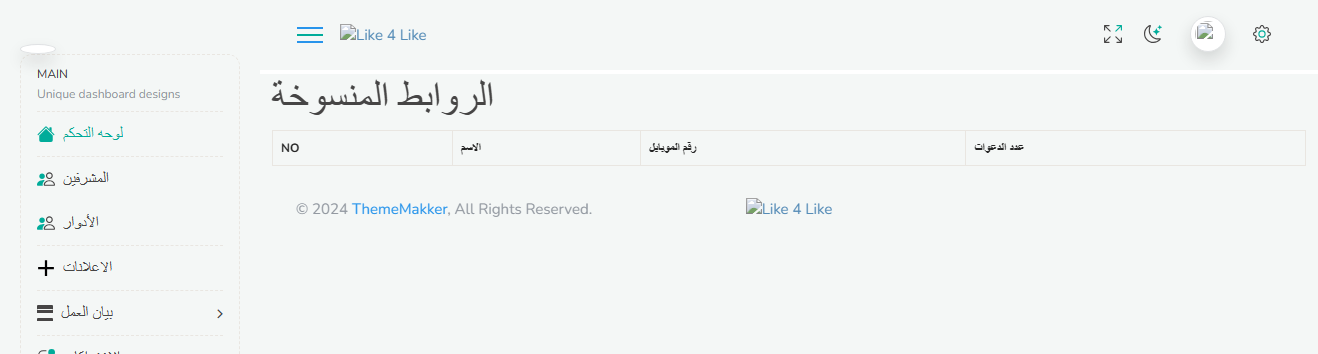 Like 4 Like
MAIN
Unique dashboard designs
لوحه التحكم
المشرفين
الأدوار
الاعلانات
بيان العمل
الروابط المنسوخة
NO الاسم رقم الموبايل عدد الدعوات
© 2024 ThemeMakker, All Rights Reserved.
Like 4 Like